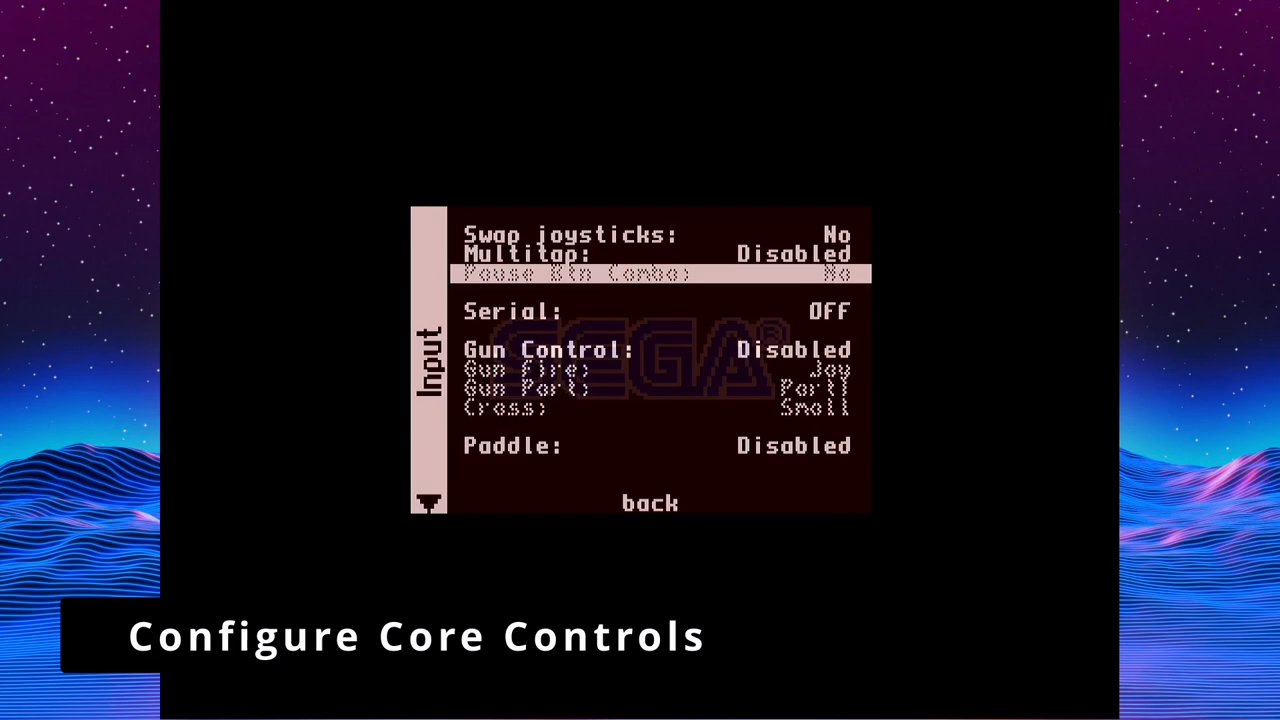 Input
Swap joysticks: No
Multitap: Disabled
Pause Btn Combo: No
Serial: OFF
Gun Control: Disabled
Gun Fire: Joy
Gun Port: Port1
Cross: Small
Paddle: Disabled
back
SEGA®
Configure Core Controls